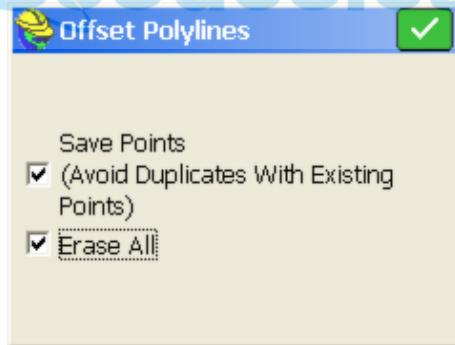 Offset Polylines
Save Points
(Avoid Duplicates With Existing
Points)
Erase All